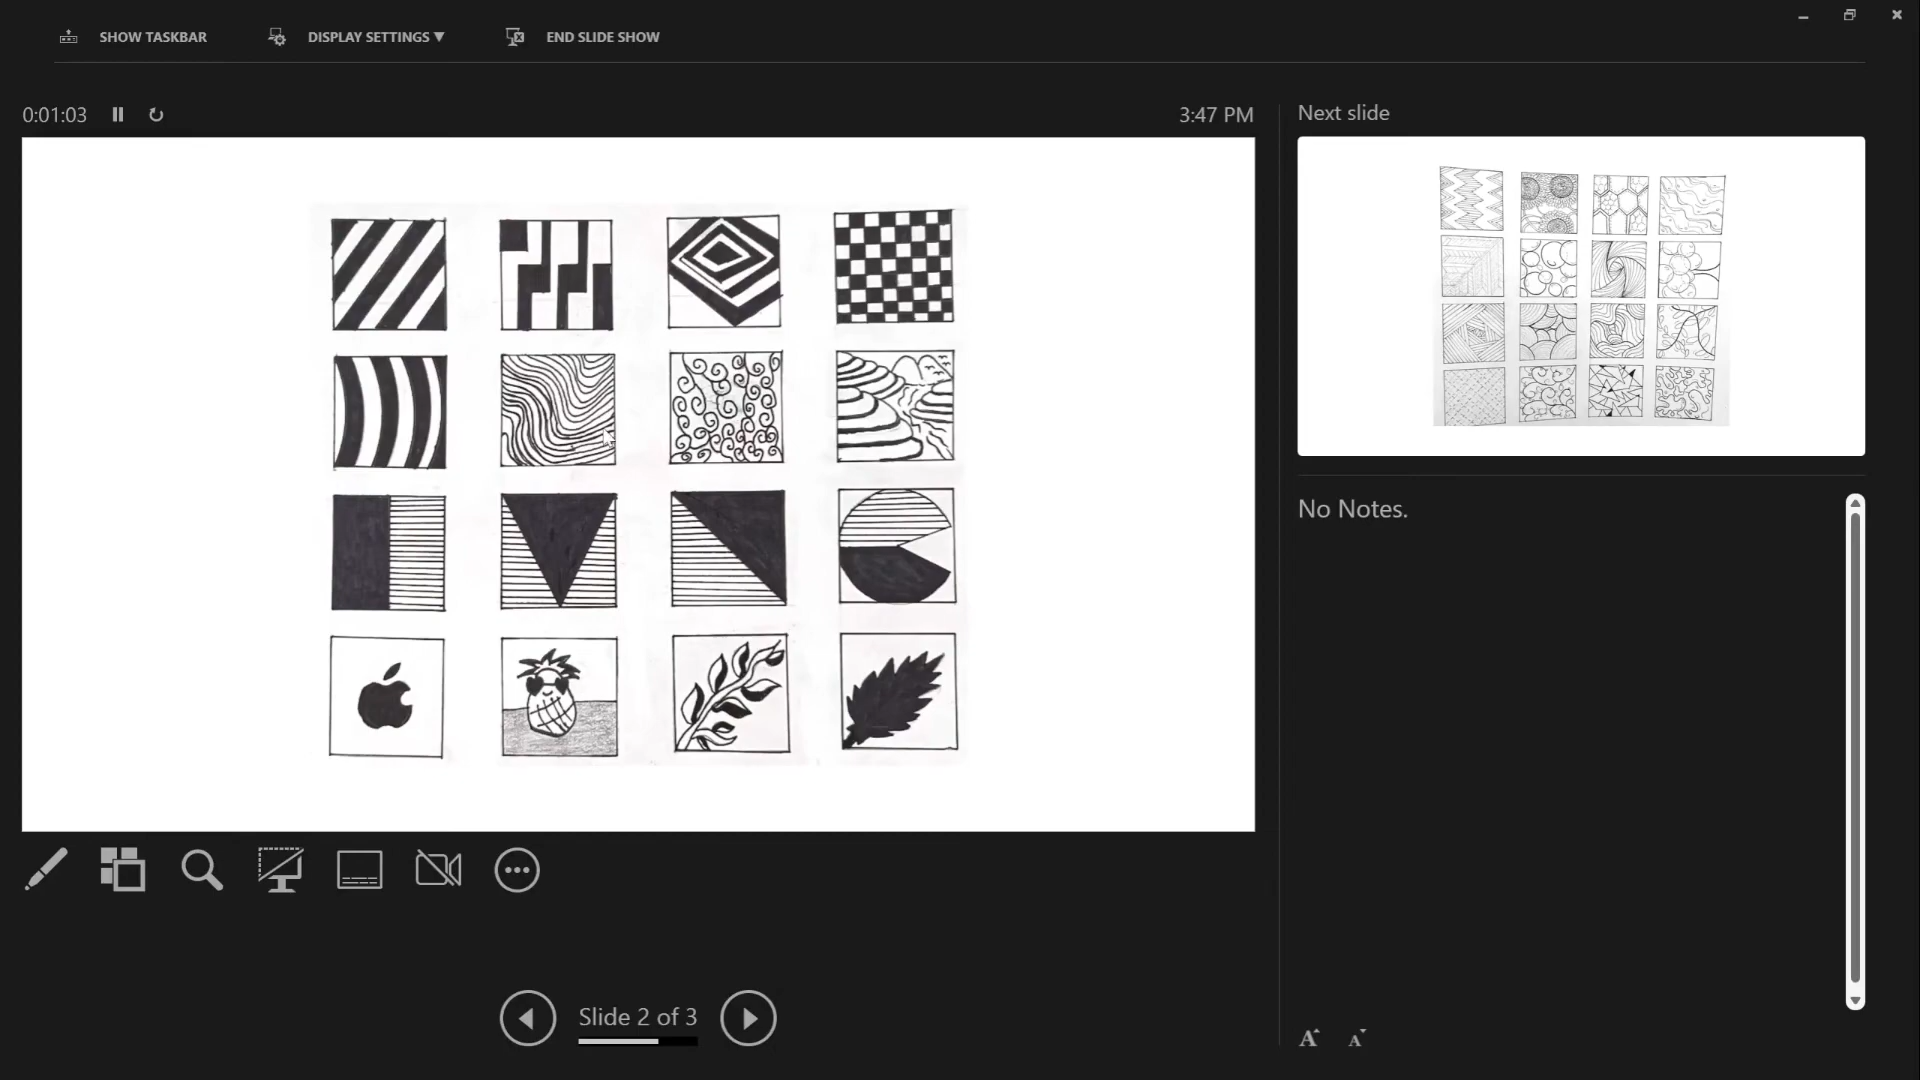 SHOW TASKBAR
DISPLAY SETTINGS ▼
END SLIDE SHOW
0:01:03
3:47 PM
Next slide
No Notes.
Slide 2 of 3
A
A